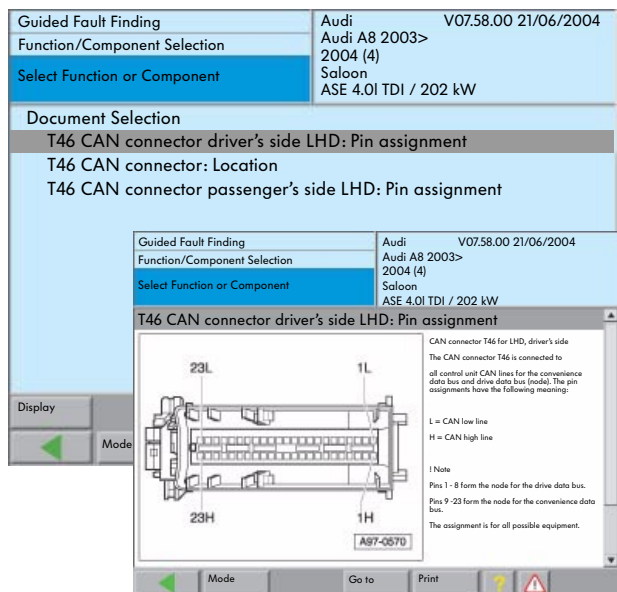 Guided Fault Finding
Function/Component Selection
Select Function or Component
Audi V07.58.00 21/06/2004
Audi A8 2003>
2004 (4)
Saloon
ASE 4.0l TDI / 202 kW
Document Selection
T46 CAN connector driver's side LHD: Pin assignment
T46 CAN connector: Location
T46 CAN connector passenger's side LHD: Pin assignment
Display
Mode
Guided Fault Finding
Function/Component Selection
Select Function or Component
Audi V07.58.00 21/06/2004
Audi A8 2003>
2004 (4)
Saloon
ASE 4.0l TDI / 202 kW
T46 CAN connector driver's side LHD: Pin assignment
23L 1L
23H 1H
A97-0570
CAN connector T46 for LHD, driver's side
The CAN connector T46 is connected to
all control unit CAN lines for the convenience
data bus and drive data bus (node). The pin
assignments have the following meaning:
L = CAN low line
H = CAN high line
! Note
Pins 1 - 8 form the node for the drive data bus.
Pins 9 -23 form the node for the convenience data
bus.
The assignment is for all possible equipment.
Mode Go to Print ?